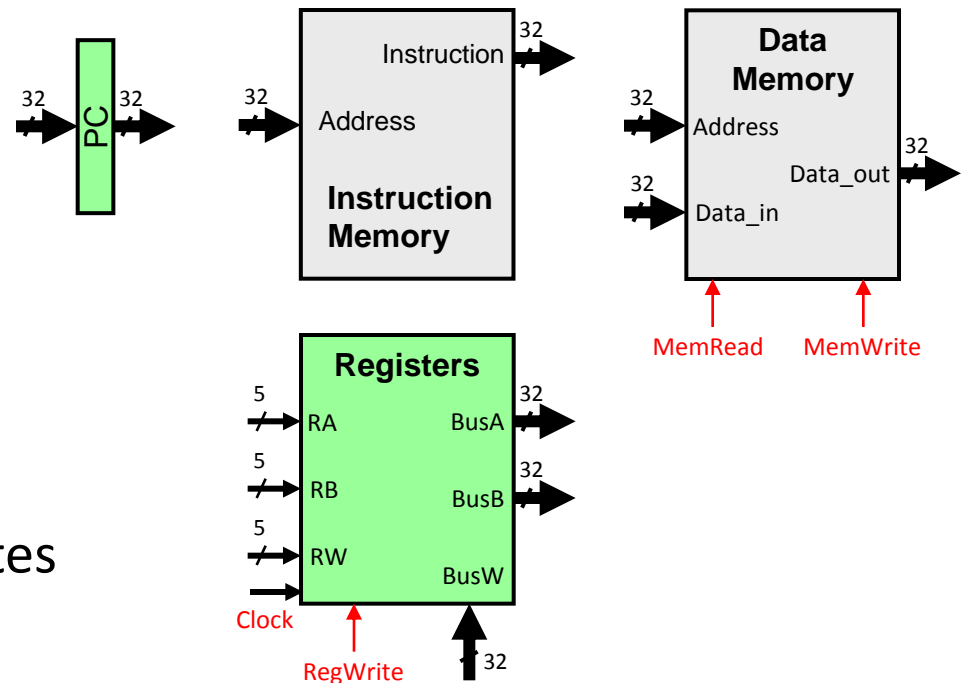 32
32
PC
32
Address
Instruction
32
Instruction
Memory
Data
Memory
32
Address
32
Data_in
Data_out
32
MemRead
MemWrite
Registers
5
RA
5
RB
5
RW
BusA
32
BusB
32
BusW
Clock
RegWrite
32
tes